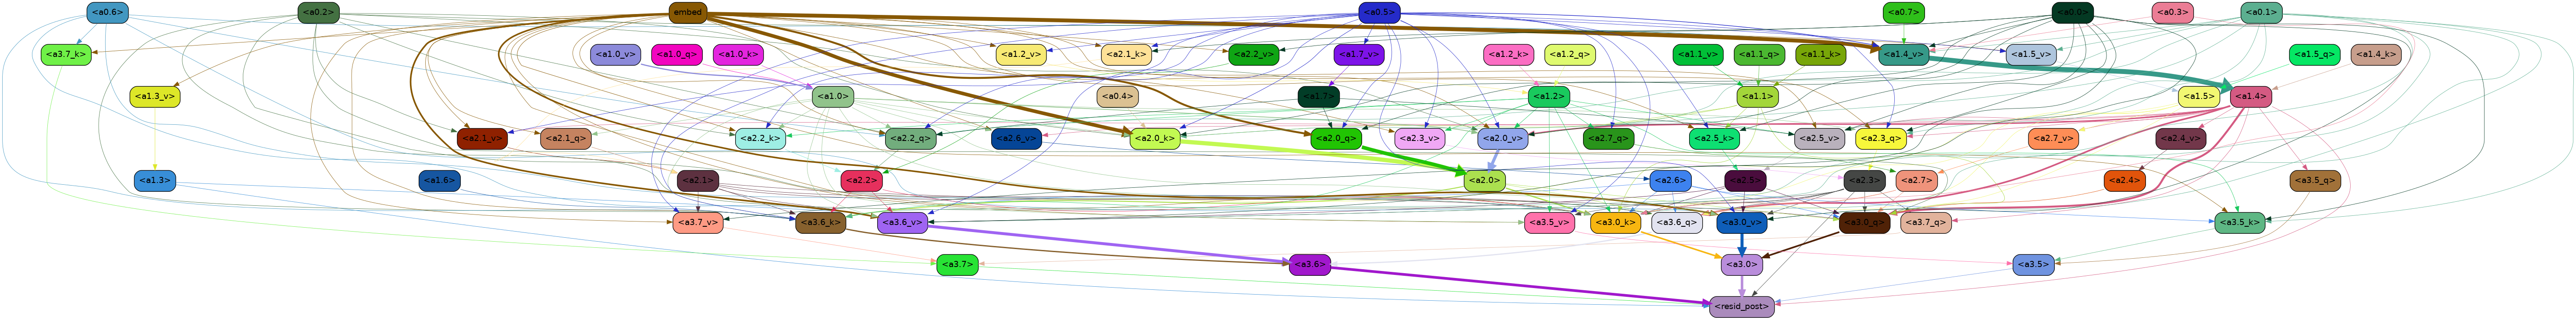 <a0.6> <a0.2> embed <a0.5> <a0.7> <a0.0> <a0.3> <a0.1>
<a3.7_k> <a1.0_v> <a1.0_q> <a1.0_k> <a1.2_v> <a2.1_k> <a2.2_v> <a1.7_v> <a1.2_k> <a1.2_q> <a1.1_v> <a1.1_q> <a1.1_k> <a1.4_v> <a1.5_v> <a1.5_q> <a1.4_k>
<a1.3_v> <a1.0> <a0.4> <a1.7> <a1.2> <a1.1> <a1.5> <a1.4>
<a2.1_v> <a2.1_q> <a2.2_k> <a2.2_q> <a2.6_v> <a2.0_k> <a2.0_q> <a2.3_v> <a2.0_v> <a2.7_q> <a2.5_k> <a2.5_v> <a2.3_q> <a2.7_v> <a2.4_v>
<a1.3> <a1.6> <a2.1> <a2.2> <a2.0> <a2.6> <a2.5> <a2.3> <a2.7> <a2.4> <a3.5_q>
<a3.7_v> <a3.6_k> <a3.6_v> <a3.5_v> <a3.0_k> <a3.6_q> <a3.0_v> <a3.0_q> <a3.7_q> <a3.5_k>
<a3.7> <a3.6> <a3.0> <a3.5>
<resid_post>